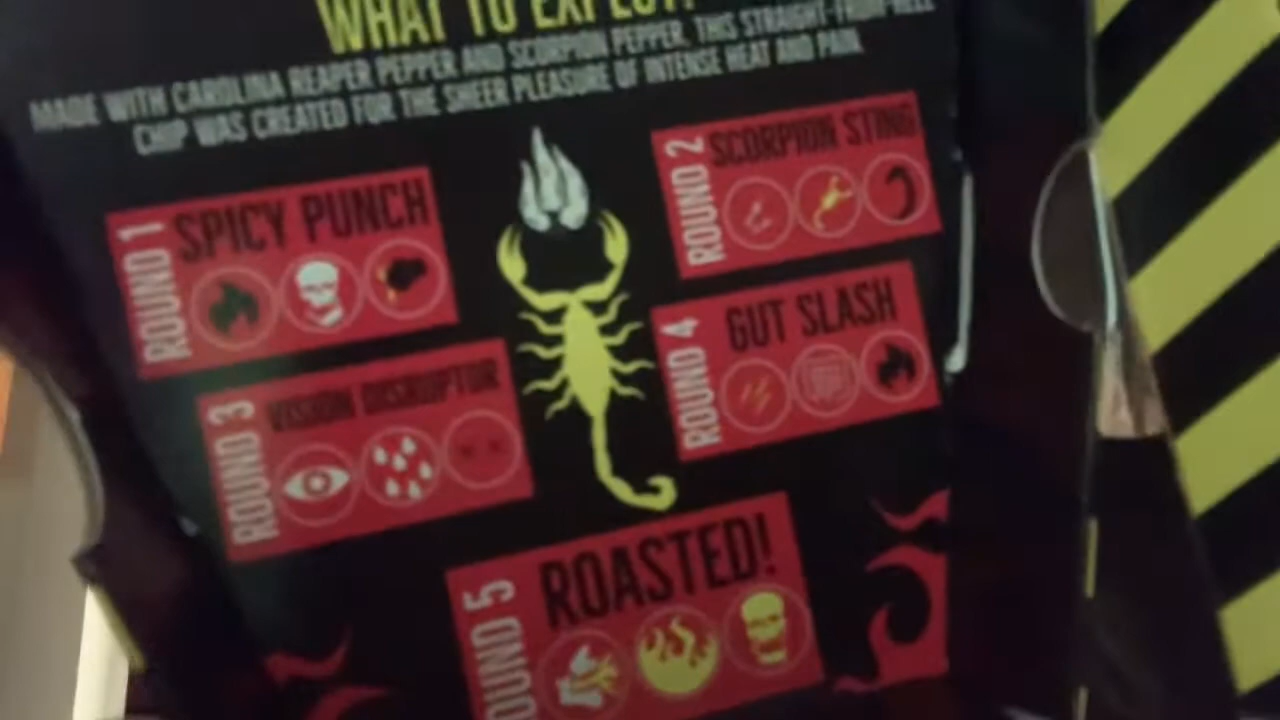 WHAT TO EXPECT?
MADE WITH CAROLINA REAPER PEPPER AND SCORPION PEPPER, THIS STRAIGHT-FROM-HELL
CHIP WAS CREATED FOR THE SHEER PLEASURE OF INTENSE HEAT AND PAIN.
ROUND 1
SPICY PUNCH
ROUND 2
SCORPION STING
ROUND 3
VISION DISRUPTOR
ROUND 4
GUT SLASH
ROUND 5
ROASTED!